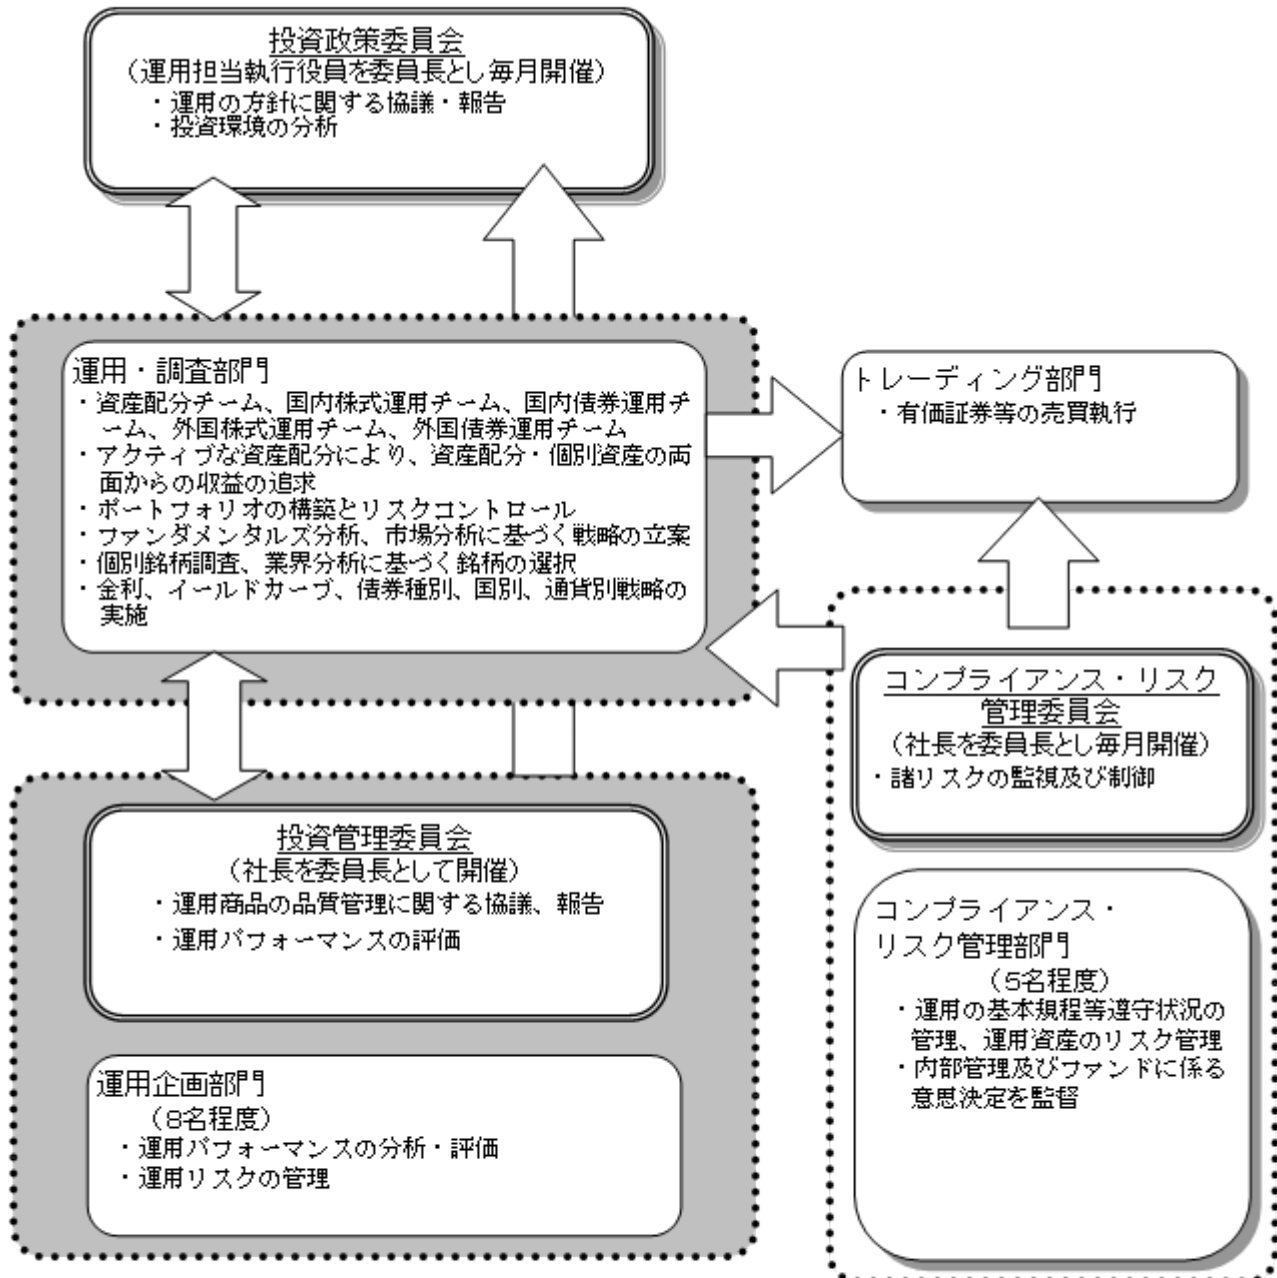 投資政策委員会
（運用担当執行役員を委員長とし毎月開催）
・運用の方針に関する協議・報告
・投資環境の分析
運用・調査部門
・資産配分チーム、国内株式運用チーム、国内債券運用チ
ーム、外国株式運用チーム、外国債券運用チーム
・アクティブな資産配分により、資産配分・個別資産の両
面からの収益の追求
・ポートフォリオの構築とリスクコントロール
・ファンダメンタルズ分析、市場分析に基づく戦略の立案
・個別銘柄調査、業界分析に基づく銘柄の選択
・金利、イールドカーブ、債券種別、国別、通貨別戦略の
実施
トレーディング部門
・有価証券等の売買執行
コンプライアンス・リスク
管理委員会
（社長を委員長とし毎月開催）
・諸リスクの監視及び制御
投資管理委員会
（社長を委員長として開催）
・運用商品の品質管理に関する協議、報告
・運用パフォーマンスの評価
コンプライアンス・
リスク管理部門
（5名程度）
・運用の基本規程等遵守状況の
管理、運用資産のリスク管理
・内部管理及びファンドに係る
意思決定を監督
運用企画部門
（8名程度）
・運用パフォーマンスの分析・評価
・運用リスクの管理